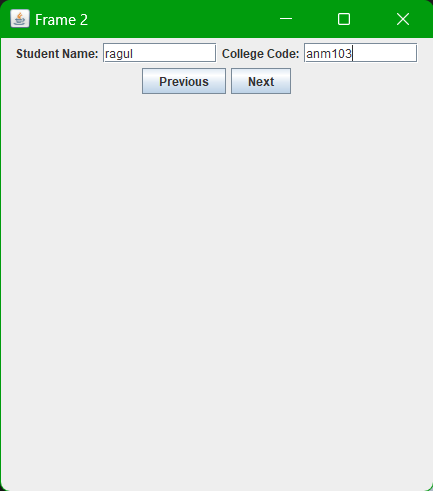 Frame 2
Student Name: ragul College Code: anm103
Previous Next